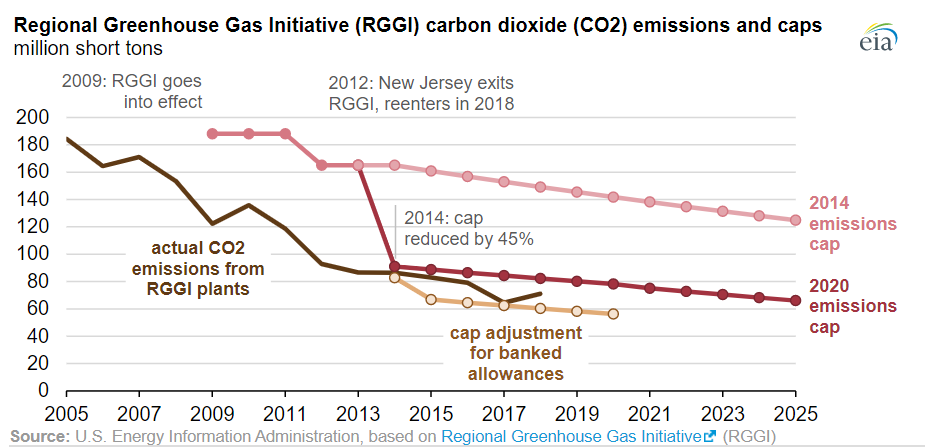 Regional Greenhouse Gas Initiative (RGGI) carbon dioxide (CO2) emissions and caps
million short tons
eia
2009: RGGI goes
into effect
2012: New Jersey exits
RGGI, reenters in 2018
200
180
160
140
120
100
80
60
40
20
0
2014: cap
reduced by 45%
actual CO2
emissions from
RGGI plants
cap adjustment
for banked
allowances
2014
emissions
cap
2020
emissions
cap
2005 2007 2009 2011 2013 2015 2017 2019 2021 2023 2025
Source: U.S. Energy Information Administration, based on Regional Greenhouse Gas Initiative (RGGI)